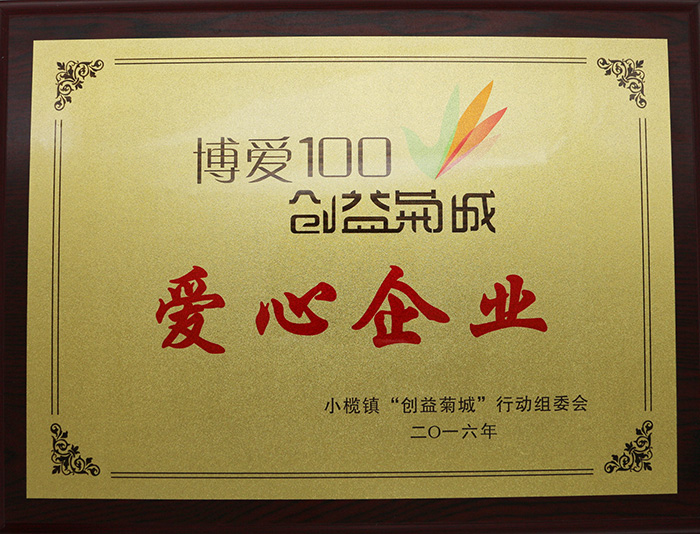 博爱100
创益菊城
爱心企业
小榄镇“创益菊城”行动组委会
二〇一六年